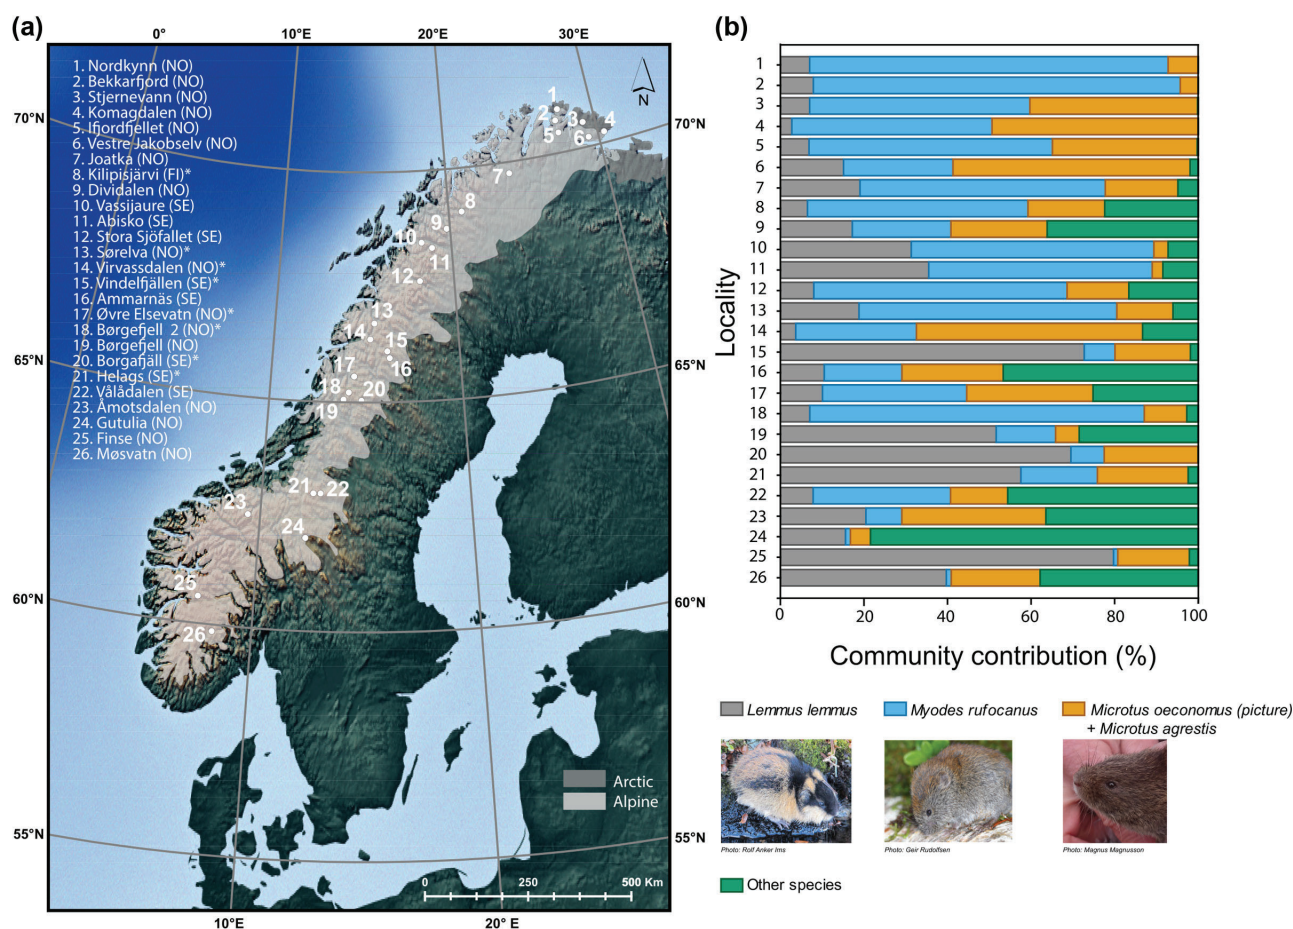 (a)
0°
10°E
20°E
30°E
70°N
65°N
60°N
55°N
70°N
65°N
60°N
55°N
10°E
20° E
1. Nordkynn (NO)
2. Bekkarfjord (NO)
3. Stjernevann (NO)
4. Komagdalen (NO)
5. Ifjordfjellet (NO)
6. Vestre Jakobselv (NO)
7. Joatka (NO)
8. Kilipisjärvi (FI)*
9. Dividalen (NO)
10. Vassijaure (SE)
11. Abisko (SE)
12. Stora Sjöfallet (SE)
13. Sørelva (NO)*
14. Virvassdalen (NO)*
15. Vindelfjällen (SE)*
16. Ammarnäs (SE)
17. Øvre Elsevatn (NO)*
18. Børgefjell 2 (NO)*
19. Børgefjell (NO)
20. Borgafjäll (SE)*
21. Helags (SE)*
22. Vålådalen (SE)
23. Åmotsdalen (NO)
24. Gutulia (NO)
25. Finse (NO)
26. Møsvatn (NO)
N
1
2
3
4
5
6
7
8
9
10
11
12
13
14
15
16
17
18
19
20
21
22
23
24
25
26
Arctic
Alpine
0 250 500 Km
(b)
Locality
1
2
3
4
5
6
7
8
9
10
11
12
13
14
15
16
17
18
19
20
21
22
23
24
25
26
0 20 40 60 80 100
Community contribution (%)
Lemmus lemmus
Myodes rufocanus
Microtus oeconomus (picture)
+ Microtus agrestis
Photo: Rolf Anker Ims
Photo: Geir Rudolfsen
Photo: Magnus Magnusson
Other species